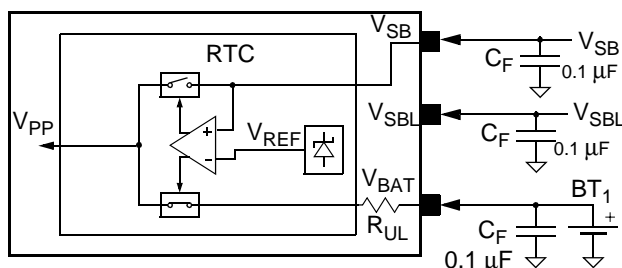 V_SB
RTC
V_SB
C_F
0.1 μF
V_PP
+
V_REF
-
V_SBL
V_SBL
C_F
0.1 μF
V_BAT
BT_1
R_UL
C_F
+
0.1 μF